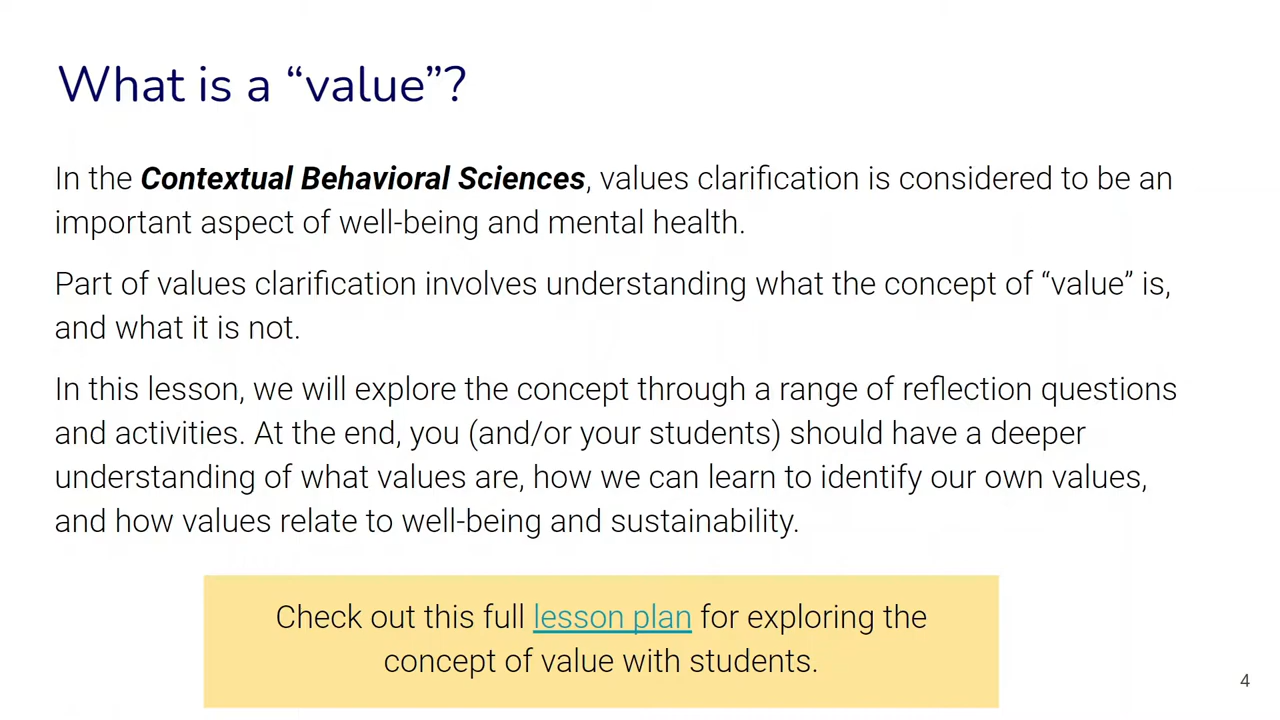 What is a “value”?
In the Contextual Behavioral Sciences, values clarification is considered to be an
important aspect of well-being and mental health.
Part of values clarification involves understanding what the concept of “value” is,
and what it is not.
In this lesson, we will explore the concept through a range of reflection questions
and activities. At the end, you (and/or your students) should have a deeper
understanding of what values are, how we can learn to identify our own values,
and how values relate to well-being and sustainability.
Check out this full lesson plan for exploring the
concept of value with students.
4